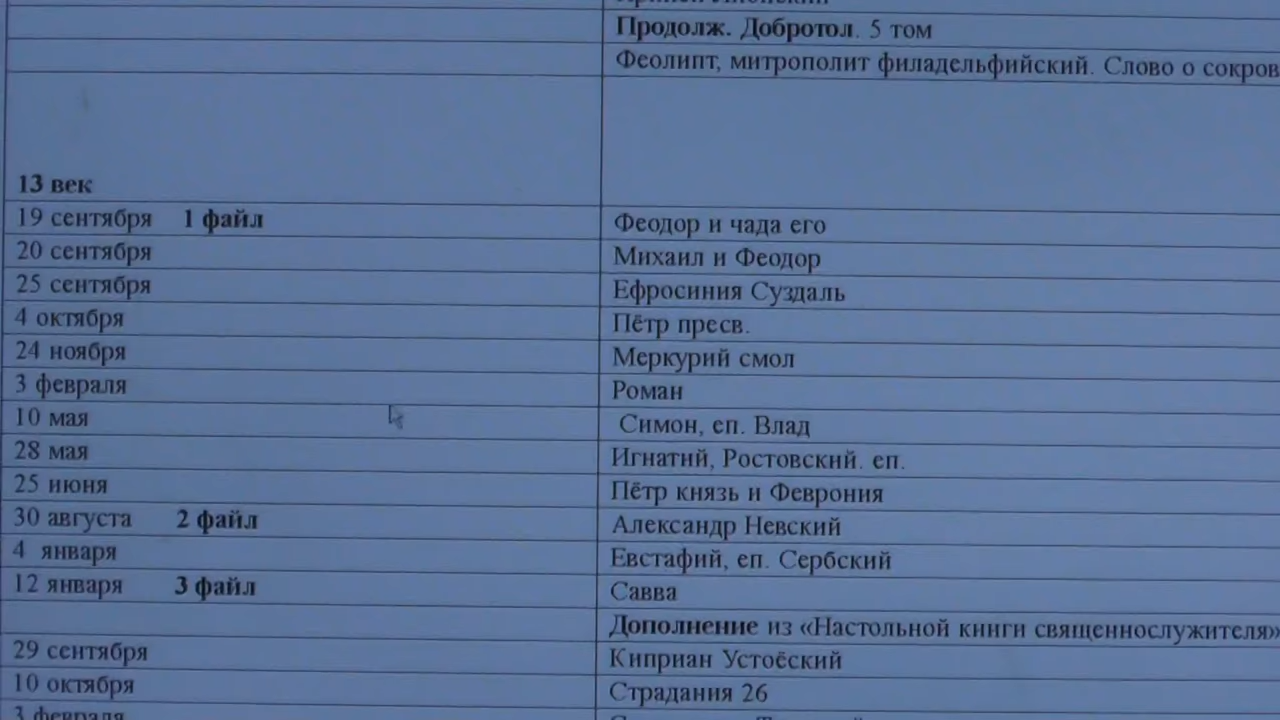 Продолж. Добротол. 5 том
Феолипт, митрополит филадельфийский. Слово о сокров
13 век
19 сентября 1 файл Феодор и чада его
20 сентября Михаил и Феодор
25 сентября Ефросиния Суздаль
4 октября Пётр пресв.
24 ноября Меркурий смол
3 февраля Роман
10 мая Симон, еп. Влад
28 мая Игнатий, Ростовский. еп.
25 июня Пётр князь и Феврония
30 августа 2 файл Александр Невский
4 января Евстафий, еп. Сербский
12 января 3 файл Савва
Дополнение из «Настольной книги священнослужителя»
29 сентября Киприан Устоёский
10 октября Страдания 26
3 февраля